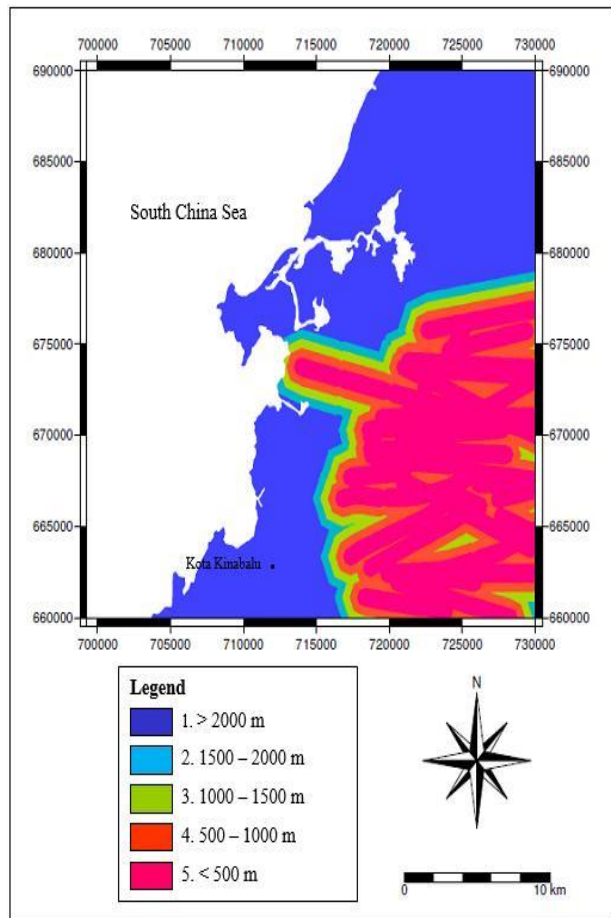 700000 705000 710000 715000 720000 725000 730000
690000 690000
685000 685000
South China Sea
680000 680000
675000 675000
670000 670000
665000 665000
Kota Kinabalu
660000 660000
700000 705000 710000 715000 720000 725000 730000
Legend
1. > 2000 m
2. 1500 – 2000 m
3. 1000 – 1500 m
4. 500 – 1000 m
5. < 500 m
N
0 10 km